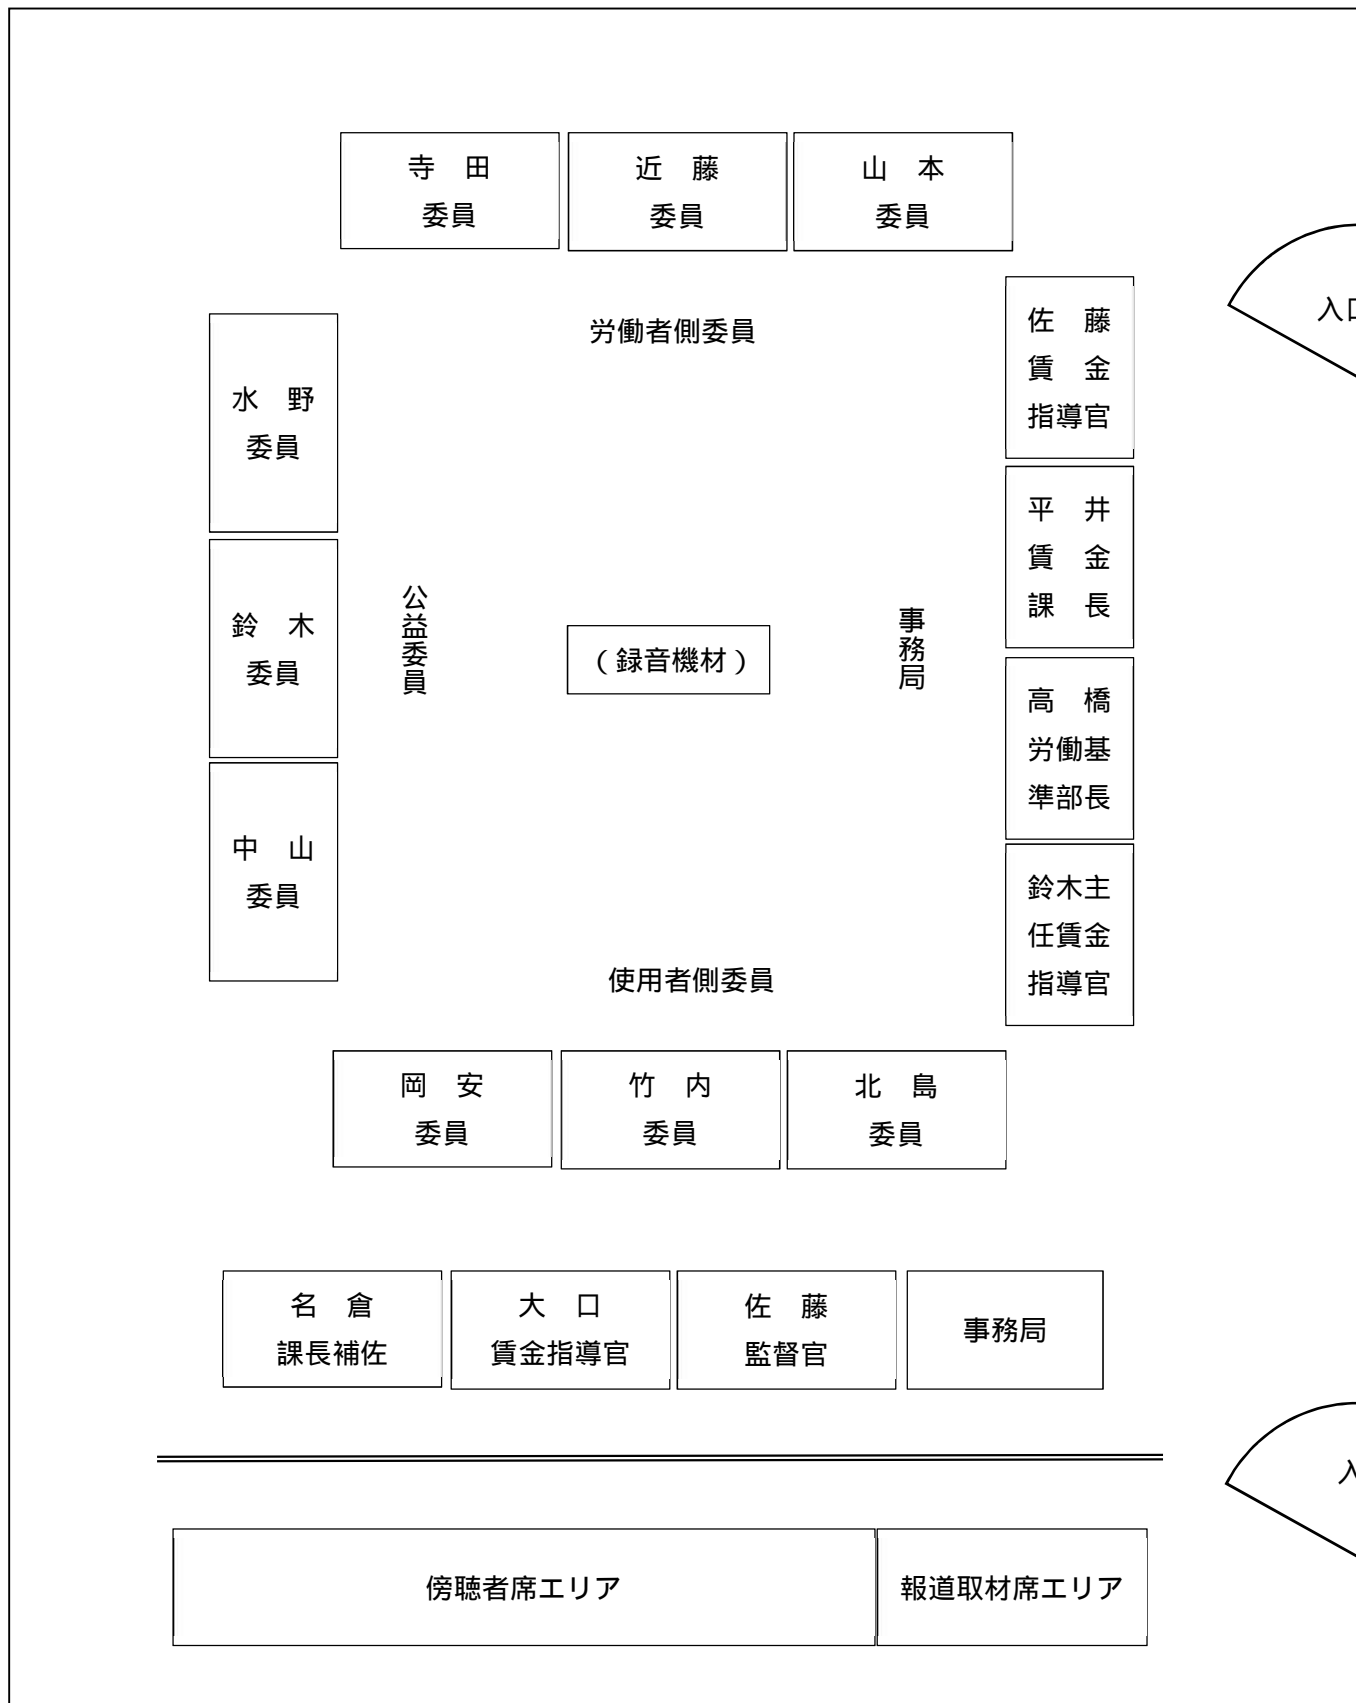 寺　田
委員
近　藤
委員
山　本
委員
労働者側委員
入口
水　野
委員
鈴　木
委員
中　山
委員
公益委員
（録音機材）
事務局
佐　藤
賃　金
指導官
平　井
賃　金
課　長
高　橋
労働基
準部長
鈴木主
任賃金
指導官
使用者側委員
岡　安
委員
竹　内
委員
北　島
委員
名　倉
課長補佐
大　口
賃金指導官
佐　藤
監督官
事務局
入
傍聴者席エリア
報道取材席エリア